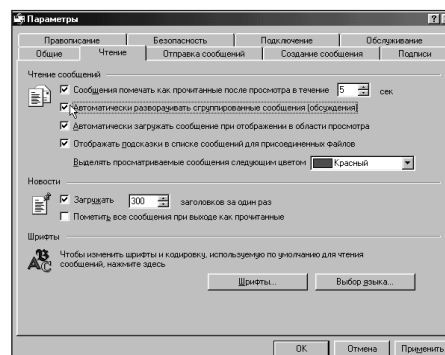 Параметры
Правописание Безопасность Подключение Обслуживание
Общие Чтение Отправка сообщений Создание сообщения Подписи
Чтение сообщений
Сообщения помечать как прочитанные после просмотра в течение 5 сек
Автоматически разворачивать сгруппированные сообщения (обсуждения)
Автоматически загружать сообщение при отображении в области просмотра
Отображать подсказки в списке сообщений для присоединенных файлов
Выделять просматриваемые сообщения следующим цветом Красный
Новости
Загружать 300 заголовков за один раз
Пометить все сообщения при выходе как прочитанные
Шрифты
Чтобы изменить шрифты и кодировку, используемую по умолчанию для чтения
сообщений, нажмите здесь
Шрифты... Выбор языка...
OK Отмена Применить